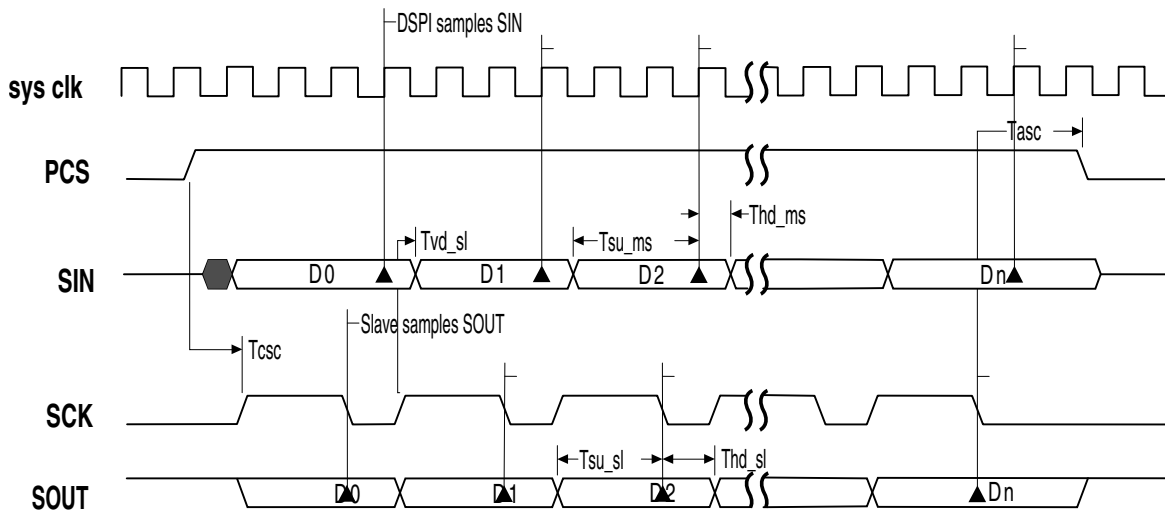 DSPI samples SIN
sys clk
Tasc
PCS
Thd_ms
Tvd_sl
Tsu_ms
SIN
D0
D1
D2
Dn
Slave samples SOUT
Tcsc
SCK
Tsu_sl
Thd_sl
SOUT
D0
D1
D2
Dn